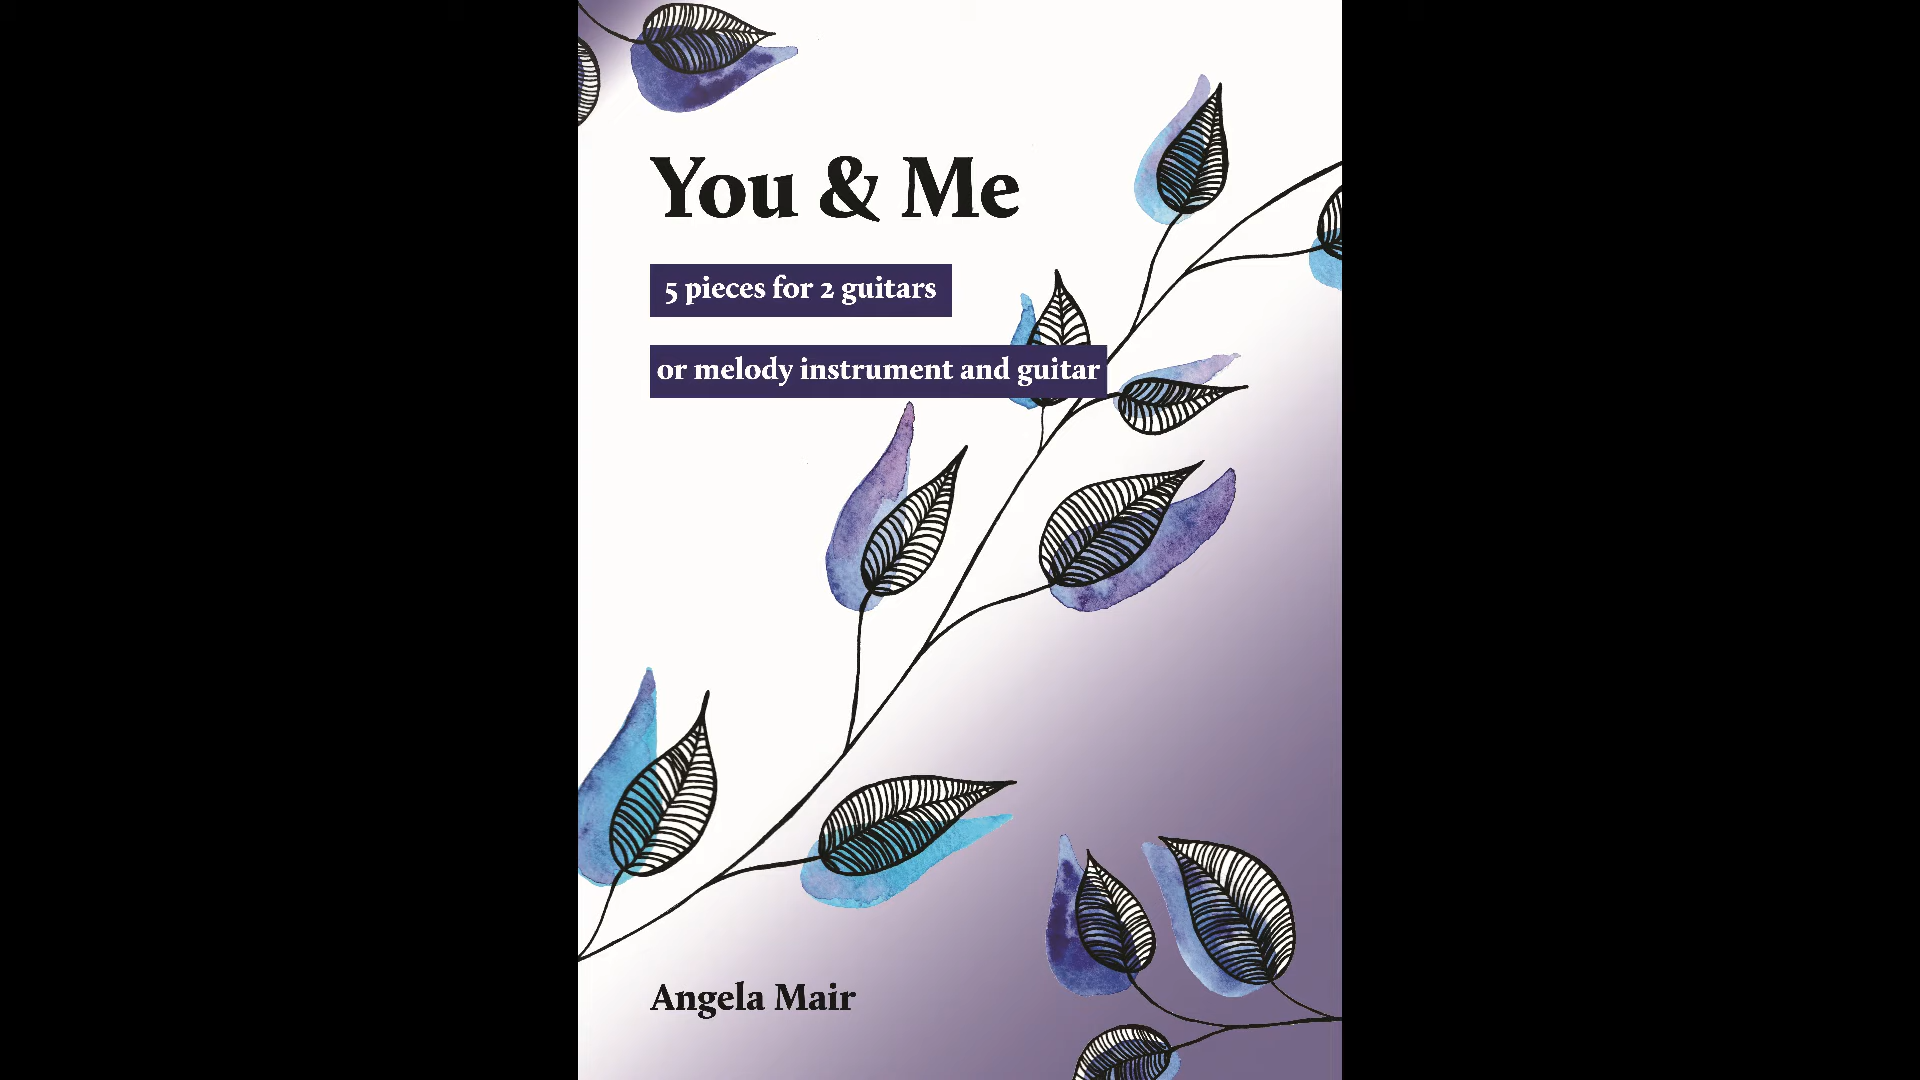 You & Me
5 pieces for 2 guitars
or melody instrument and guitar
Angela Mair